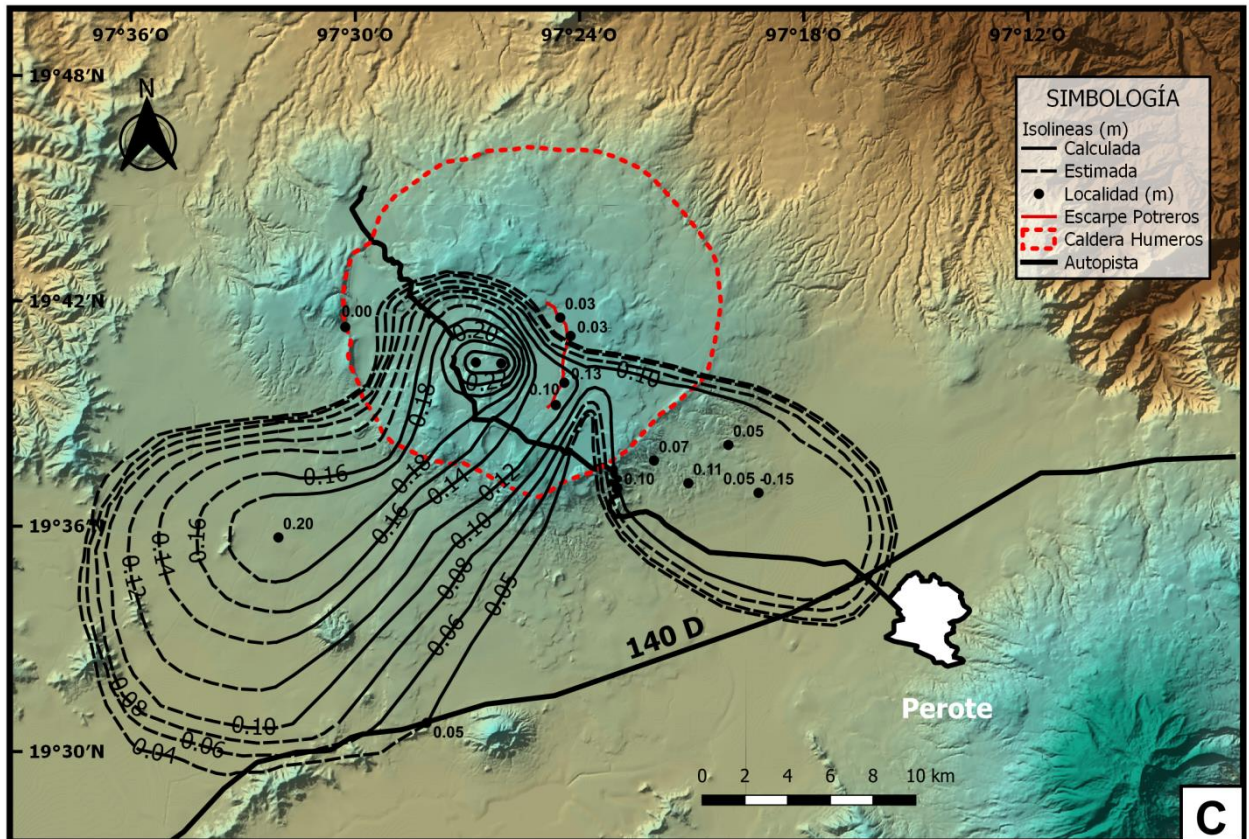 97°36′O 97°30′O 97°24′O 97°18′O 97°12′O
19°48′N
N
SIMBOLOGÍA
Isolineas (m)
Calculada
Estimada
Localidad (m)
Escarpe Potreros
Caldera Humeros
Autopista
19°42′N
0.03
0.00
0.03
0.20
0.13
0.10
0.10
0.18
0.05
0.07
0.12
0.18
0.16
0.11
0.05 -0.15
0.14
0.10
19°36′N
0.16
0.20
0.16
0.10
0.14
0.08
0.12
0.05
0.06
140 D
Perote
0.08
0.10
0.06
0.05
0.04
19°30′N
0 2 4 6 8 10 km
C